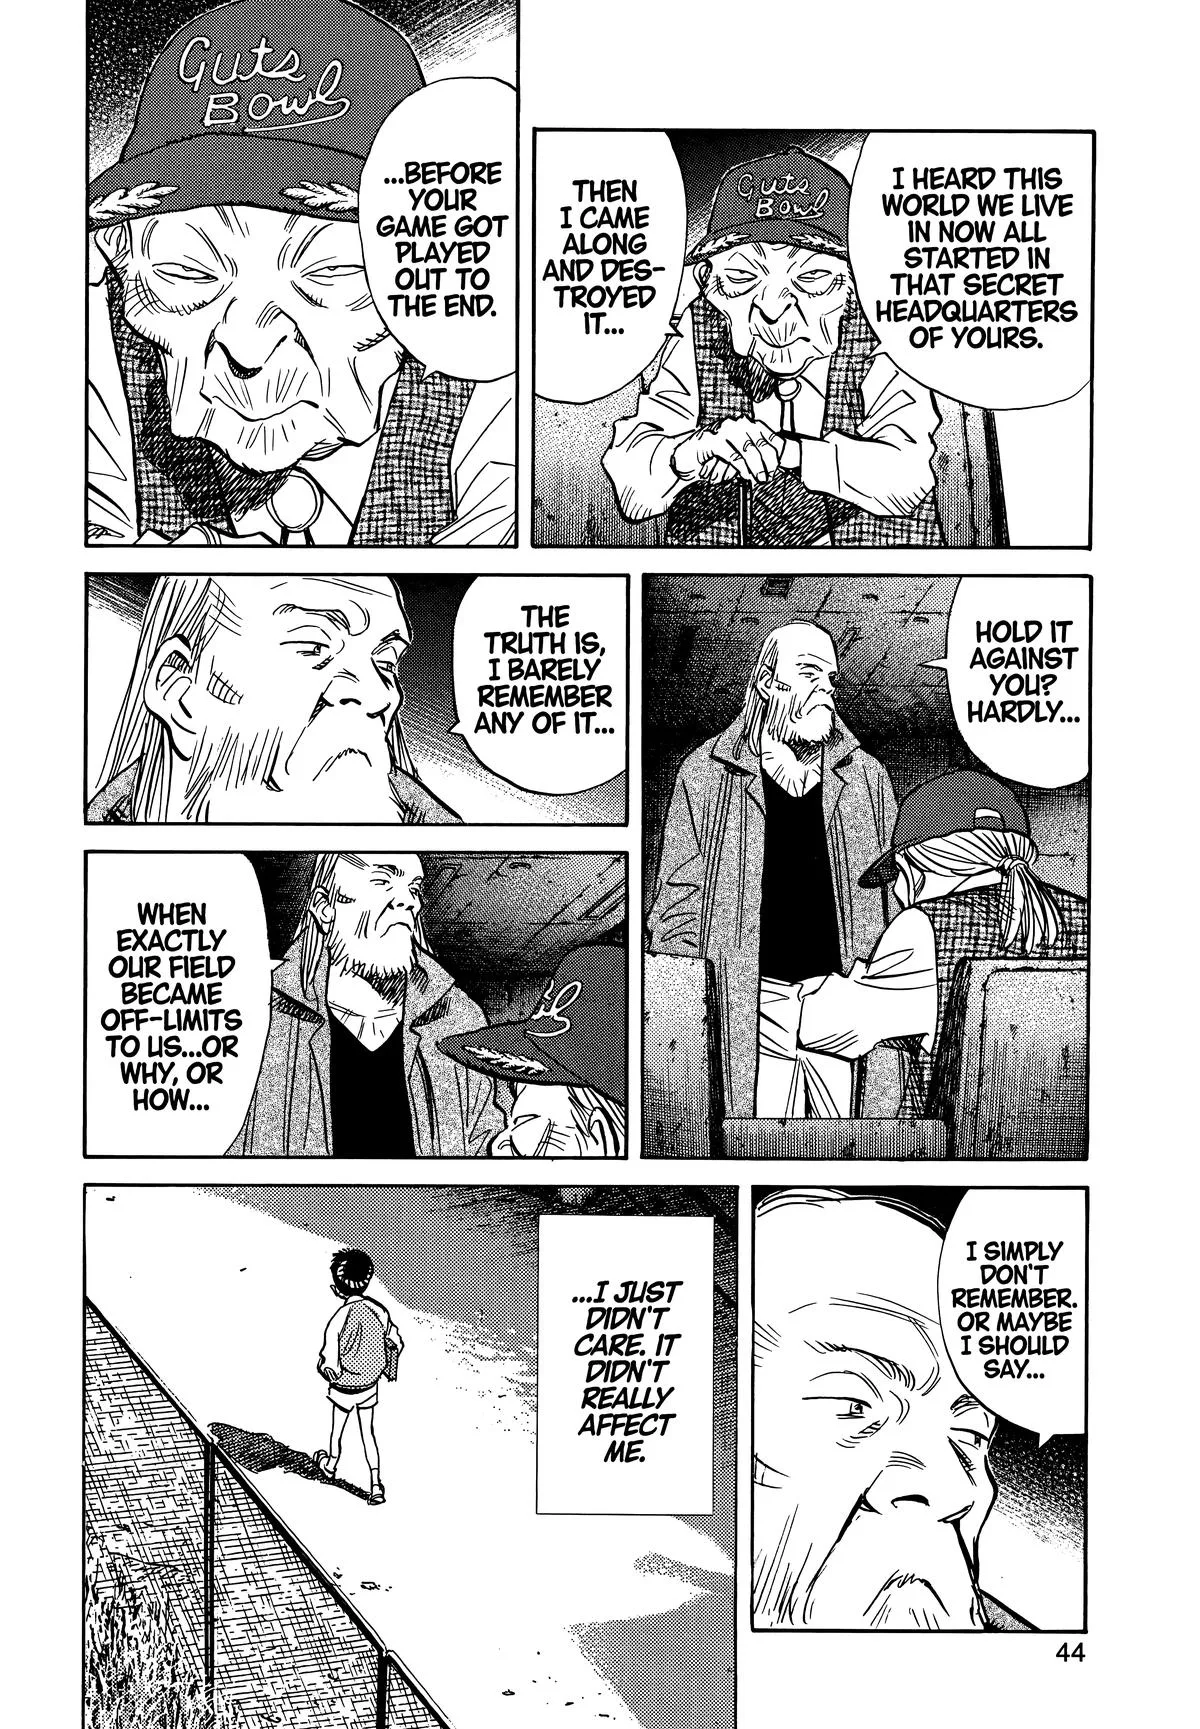 Guts
Bowl
I HEARD THIS
WORLD WE LIVE
IN NOW ALL
STARTED IN
THAT SECRET
HEADQUARTERS
OF YOURS.
THEN
I CAME
ALONG
AND DES-
TROYED
IT...
Guts
Bowl
...BEFORE
YOUR
GAME GOT
PLAYED
OUT TO
THE END.
HOLD IT
AGAINST
YOU?
HARDLY...
THE
TRUTH IS,
I BARELY
REMEMBER
ANY OF IT...
WHEN
EXACTLY
OUR FIELD
BECAME
OFF-LIMITS
TO US...OR
WHY, OR
HOW...
I SIMPLY
DON'T
REMEMBER.
OR MAYBE
I SHOULD
SAY...
...I JUST
DIDN'T
CARE. IT
DIDN'T
REALLY
AFFECT
ME.
44